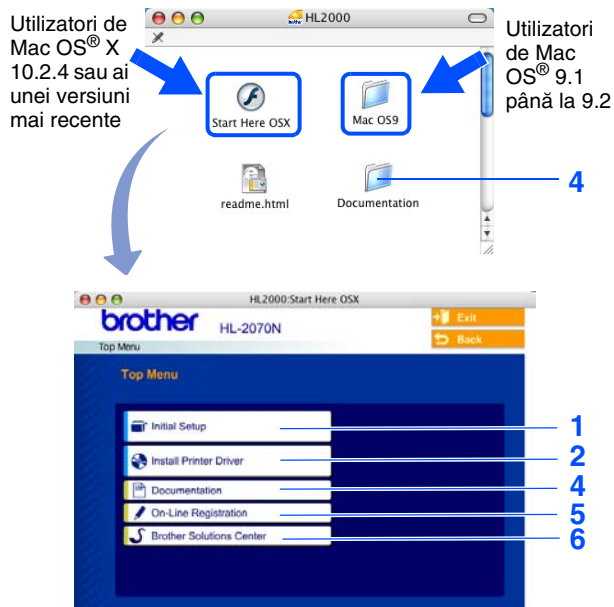 Utilizatori de
Mac OS® X
10.2.4 sau ai
unei versiuni
mai recente
HL2000
Utilizatori
de Mac
OS® 9.1
până la 9.2
Start Here OSX
Mac OS9
readme.html
Documentation
4
HL2000:Start Here OSX
brother
HL-2070N
Exit
Back
Top Menu
Top Menu
Initial Setup
1
Install Printer Driver
2
Documentation
4
On-Line Registration
5
Brother Solutions Center
6